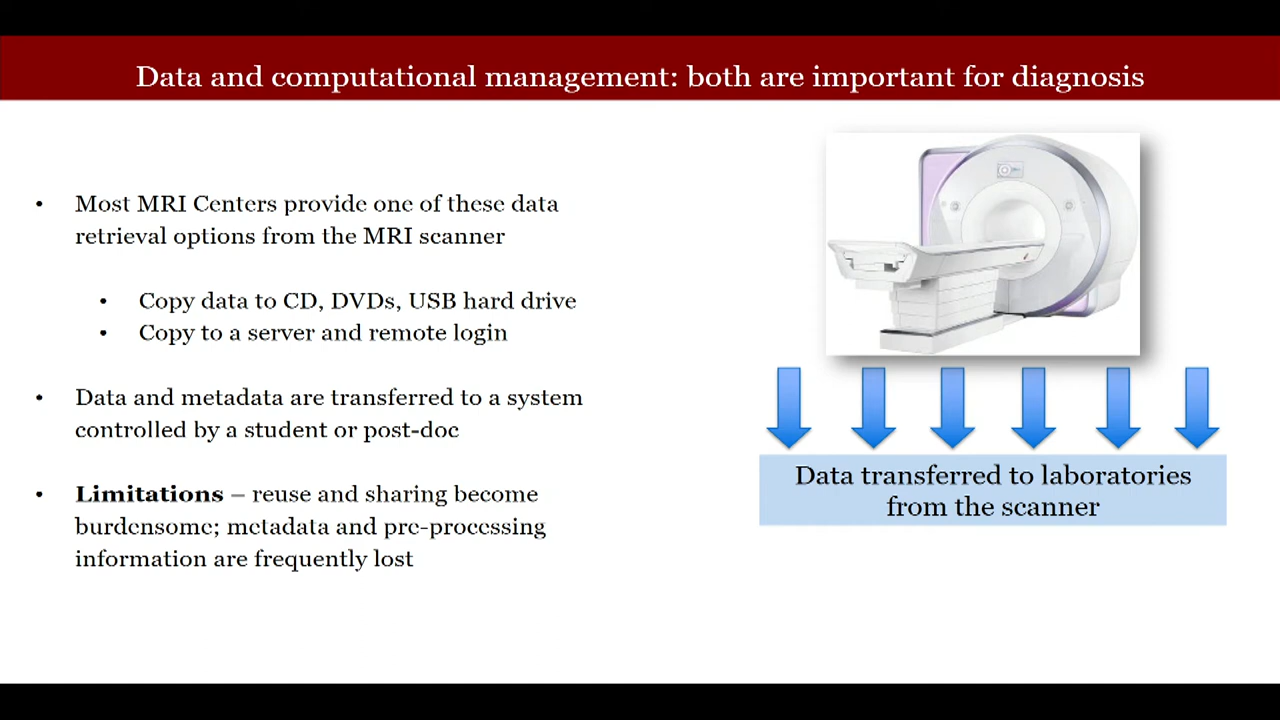 Data and computational management: both are important for diagnosis
• Most MRI Centers provide one of these data
retrieval options from the MRI scanner
• Copy data to CD, DVDs, USB hard drive
• Copy to a server and remote login
• Data and metadata are transferred to a system
controlled by a student or post-doc
• Limitations – reuse and sharing become
burdensome; metadata and pre-processing
information are frequently lost
Data transferred to laboratories
from the scanner